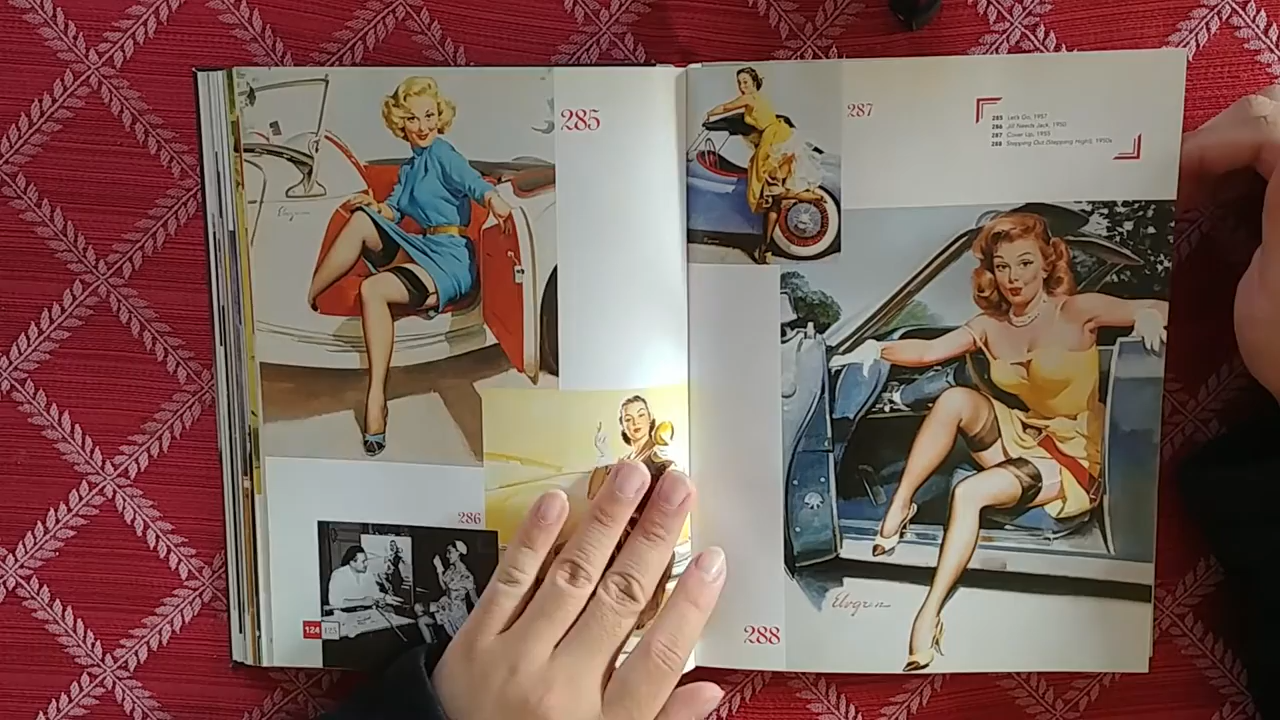 285
287
285 Let's Go, 1957
286 Jill Needs Jack, 1950
287 Cover Up, 1955
288 Stepping Out (Stepping High), 1950s
Elvgren
286
Elvgren
124 125
288